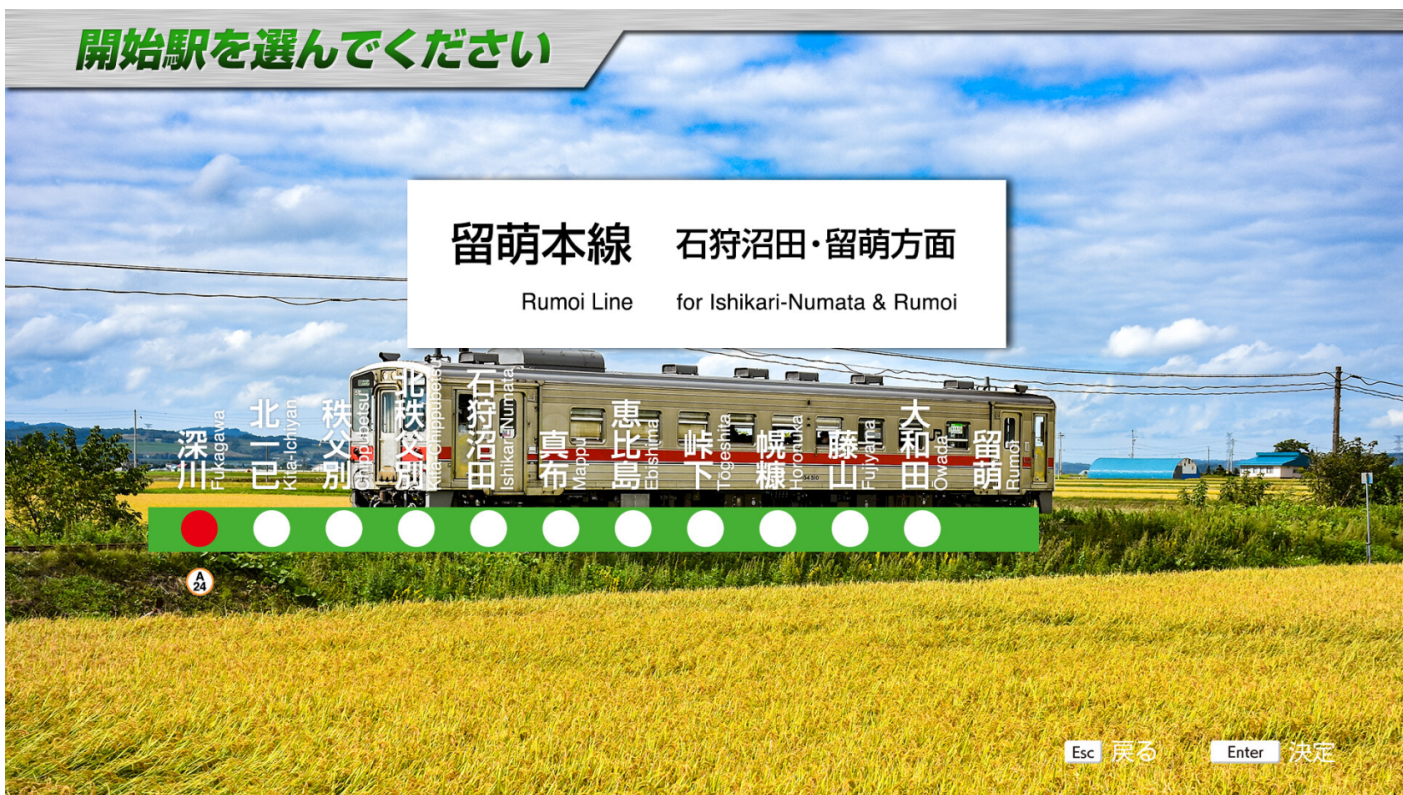 開始駅を選んでください
留萌本線 石狩沼田・留萌方面
Rumoi Line for Ishikari-Numata & Rumoi
深川 Fukagawa
北一已 Kita-Ichiyan
秩父別 Chippubetsu
北秩父別 Kita-Chippubetsu
石狩沼田 Ishikari-Numata
真布 Mappu
恵比島 Ebishima
峠下 Tōgeshita
幌糠 Horonuka
藤山 Fujiyama
大和田 Ōwada
留萌 Rumoi
A
24
Esc 戻る Enter 決定